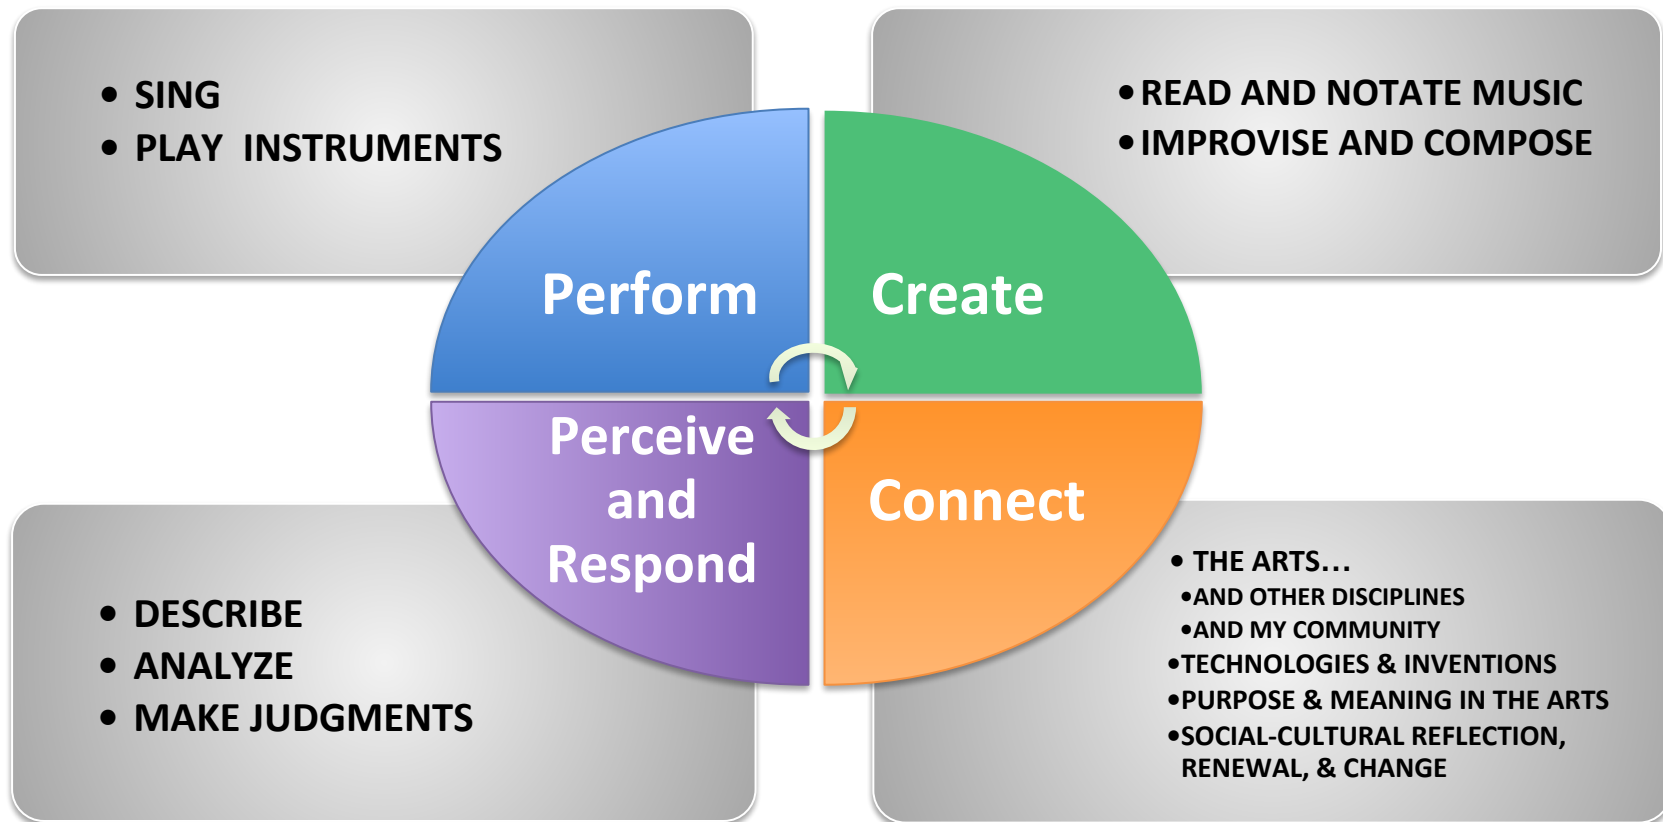 • SING
• PLAY INSTRUMENTS
• READ AND NOTATE MUSIC
• IMPROVISE AND COMPOSE
Perform
Create
Perceive
and
Respond
Connect
• DESCRIBE
• ANALYZE
• MAKE JUDGMENTS
• THE ARTS…
• AND OTHER DISCIPLINES
• AND MY COMMUNITY
• TECHNOLOGIES & INVENTIONS
• PURPOSE & MEANING IN THE ARTS
• SOCIAL-CULTURAL REFLECTION,
RENEWAL, & CHANGE